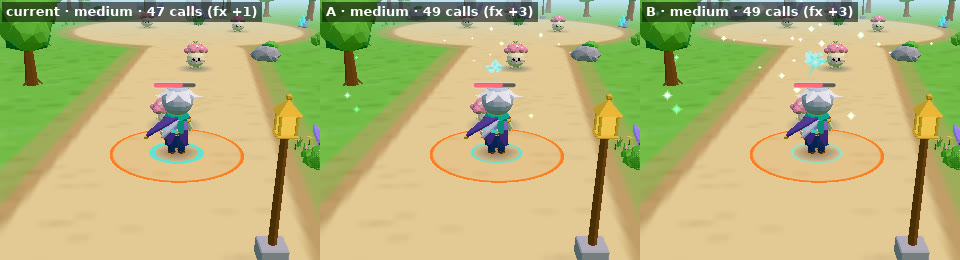 current · medium · 47 calls (fx +1)
A · medium · 49 calls (fx +3)
B · medium · 49 calls (fx +3)